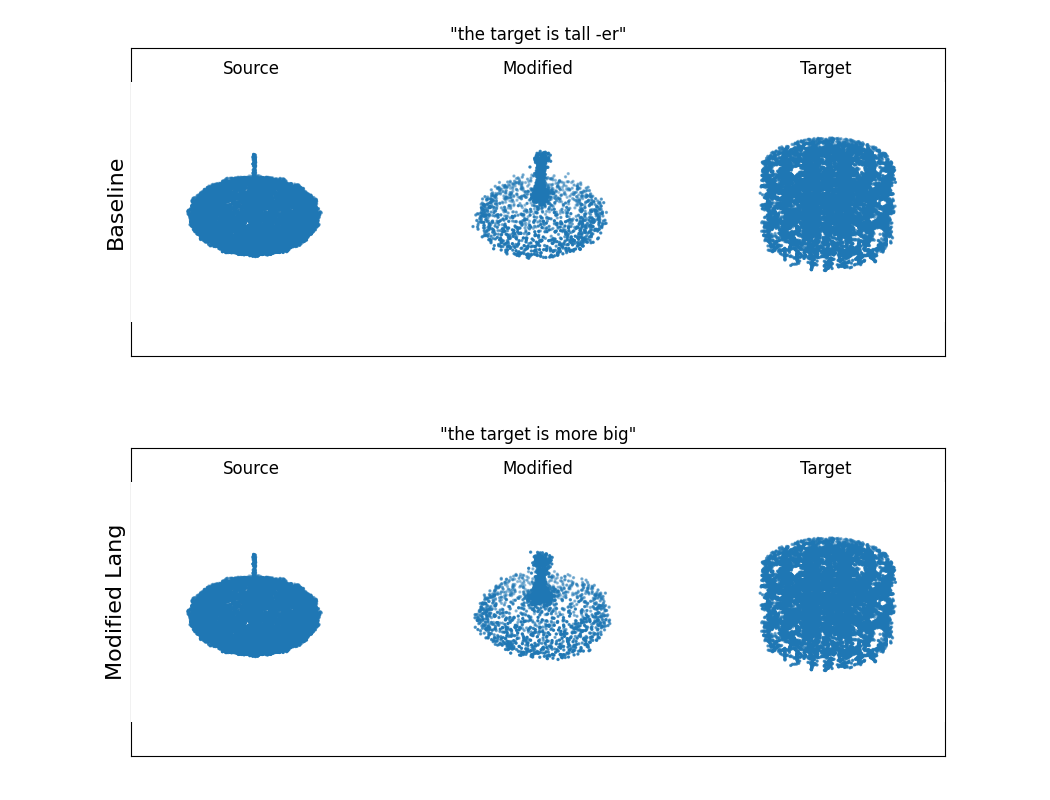 "the target is tall -er"
Source Modified Target
Baseline
"the target is more big"
Source Modified Target
Modified Lang